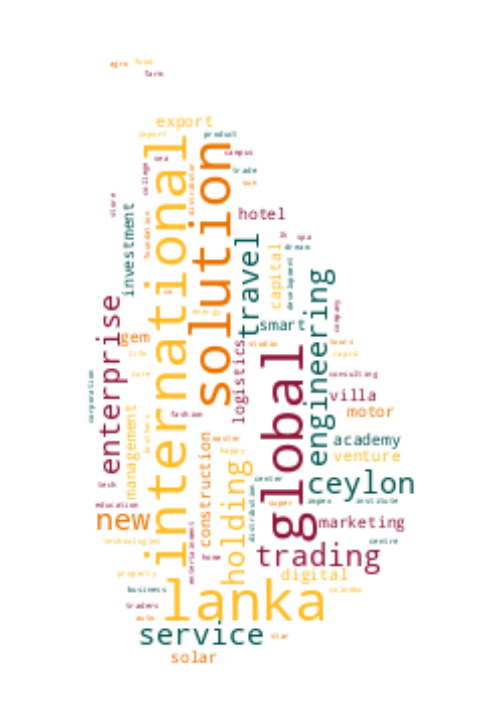 agro
food
farm
export
import
product
campus
sea
trade
sun
college
distributor
store
investment
foundation
international
solution
hotel
travel
spa
dream
capital
development
engineering
energy
smart
company
enterprise
gem
life
logistics
studio
tours
rapid
care
consulting
corporation
management
brothers
fashion
global
villa
motor
construction
master
happy
academy
venture
tech
holding
center
ceylon
education
new
distribution
super
impex
institute
marketing
technologies
entertainment
home
trading
centre
property
digital
business
lanka
colombo
traders
auto
service
star
solar